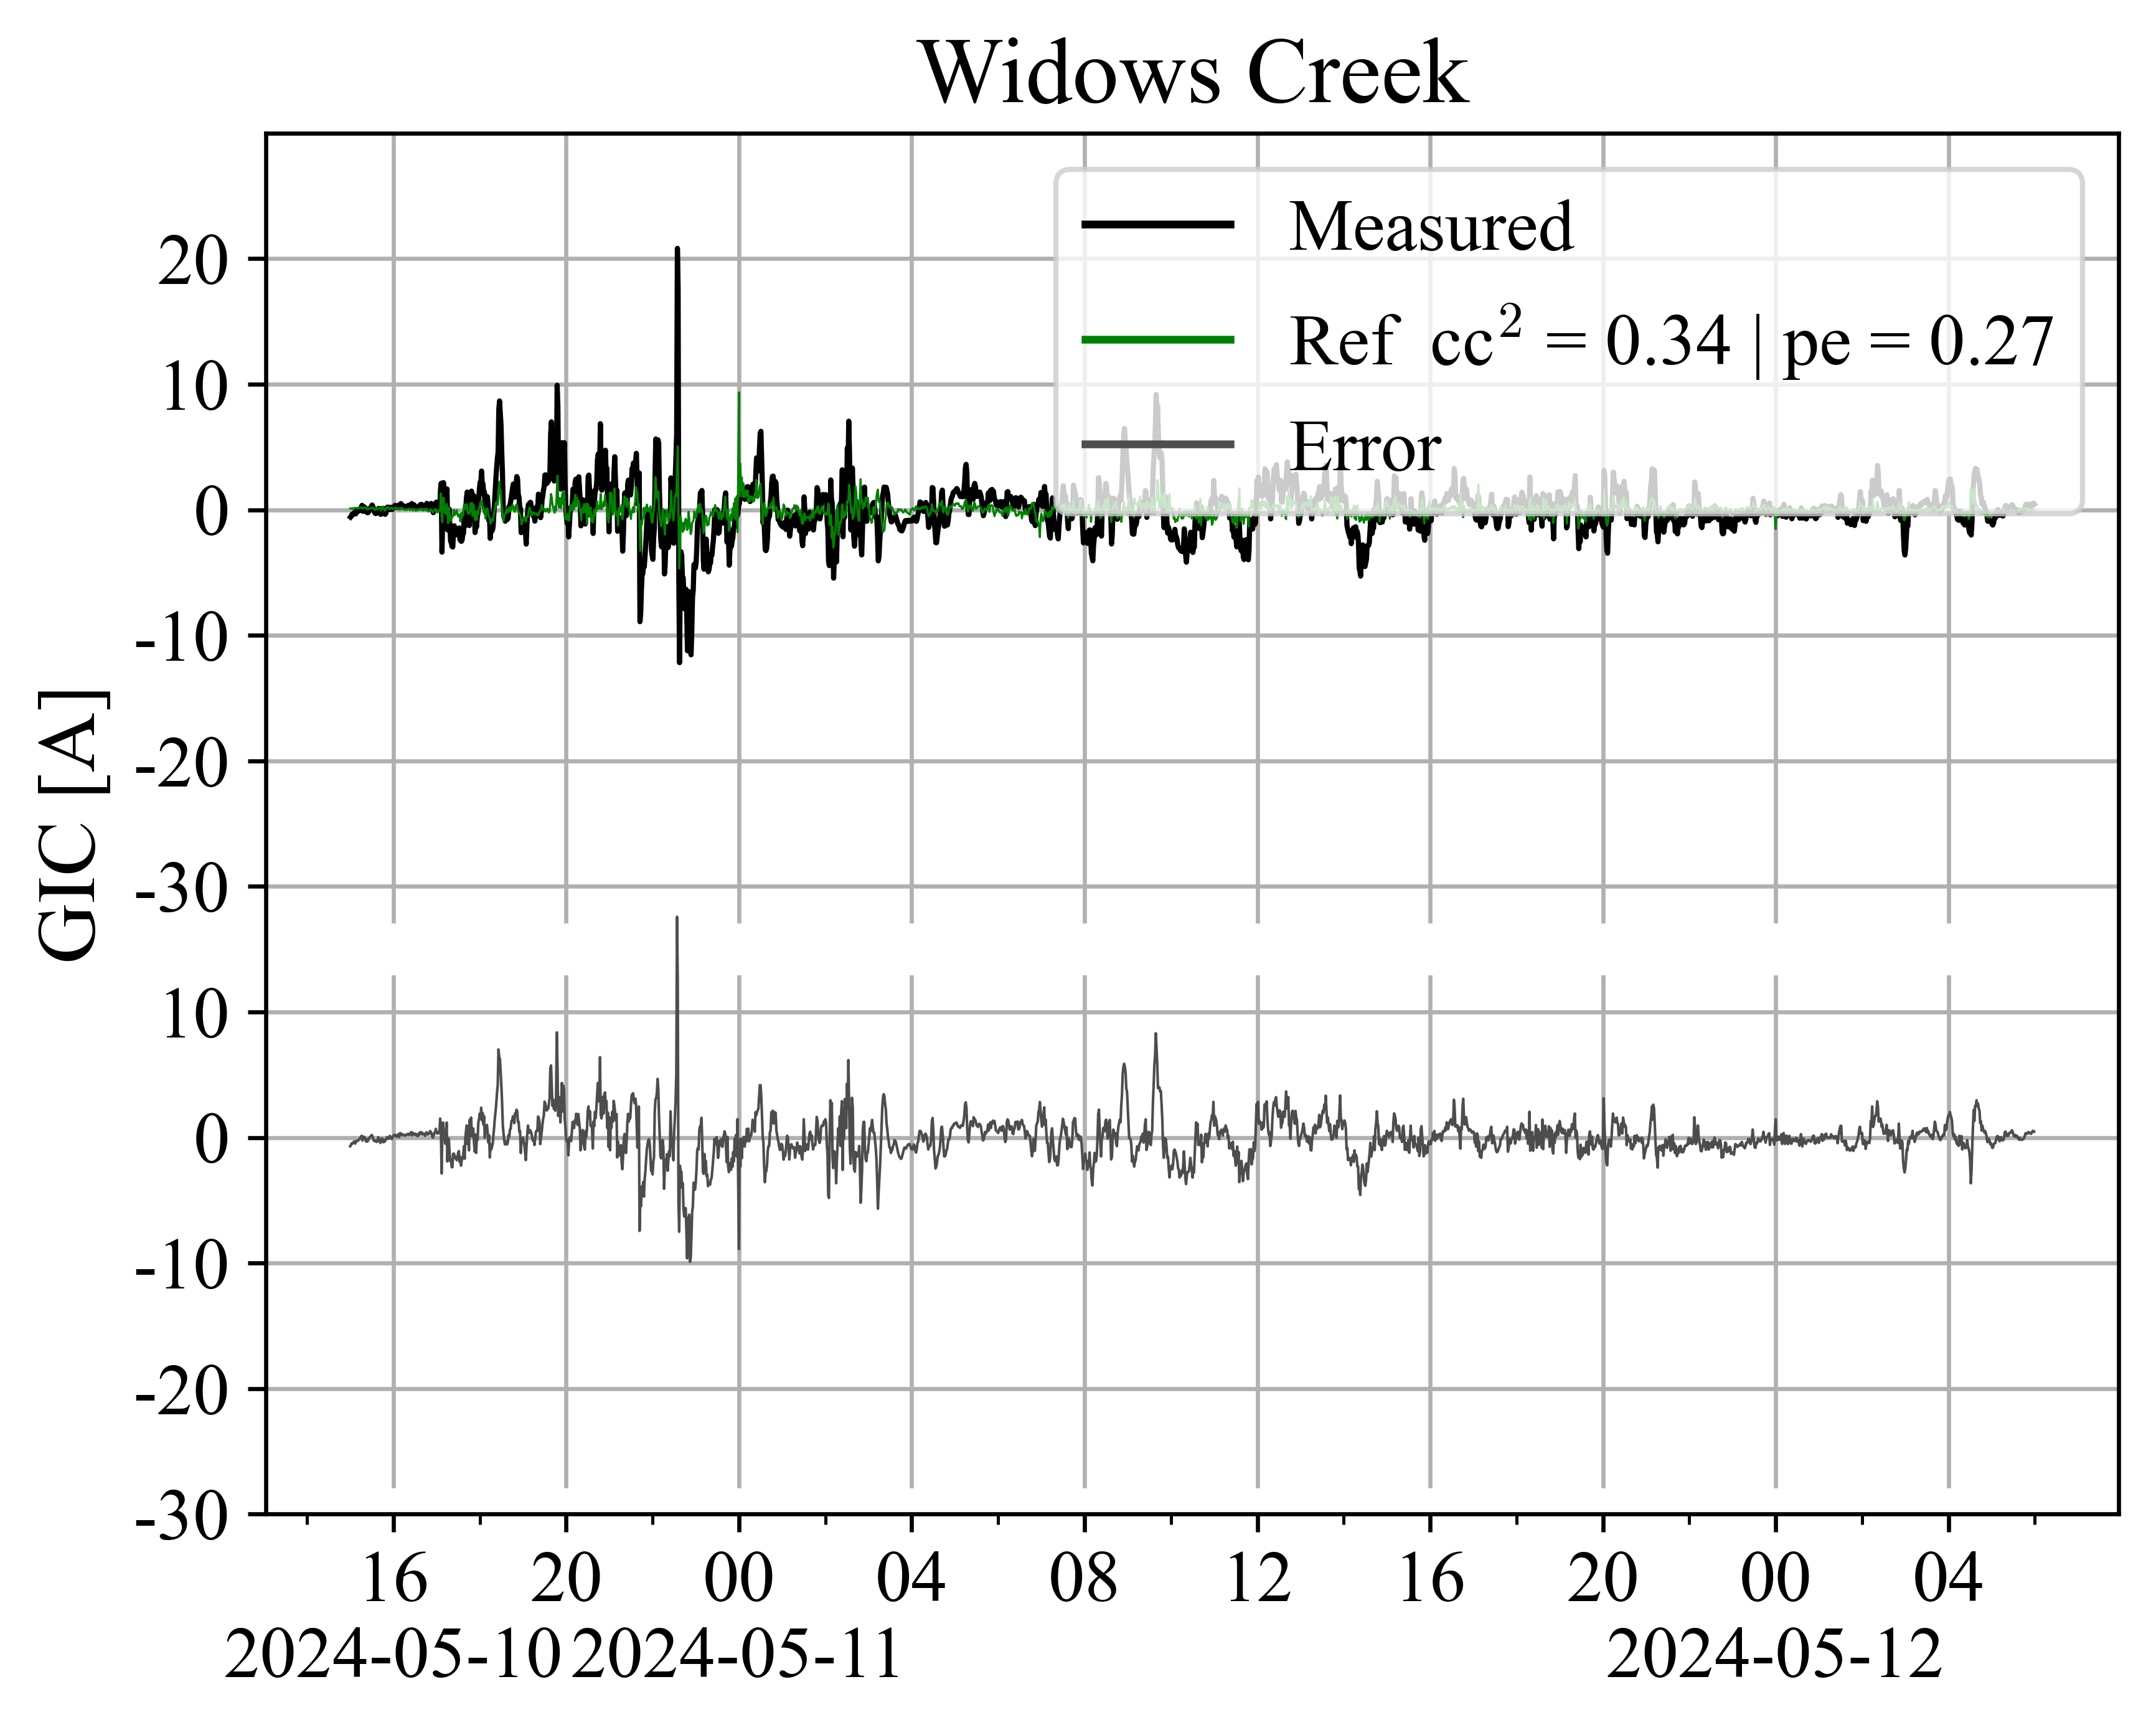 Widows Creek
Measured
Ref cc² = 0.34 | pe = 0.27
Error
GIC [A]
20
10
0
-10
-20
-30
10
0
-10
-20
-30
16 20 00 04 08 12 16 20 00 04
2024-05-10 2024-05-11 2024-05-12